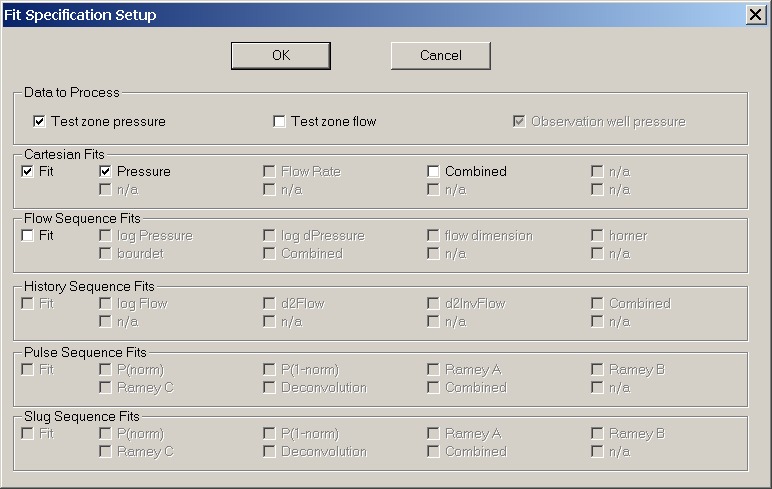 Fit Specification Setup
OK Cancel
Data to Process
Test zone pressure Test zone flow Observation well pressure
Cartesian Fits
Fit Pressure Flow Rate Combined n/a
n/a n/a n/a n/a
Flow Sequence Fits
Fit log Pressure log dPressure flow dimension horner
bourdet Combined n/a n/a
History Sequence Fits
Fit log Flow d2Flow d2InvFlow Combined
n/a n/a n/a n/a
Pulse Sequence Fits
Fit P(norm) P(1-norm) Ramey A Ramey B
Ramey C Deconvolution Combined n/a
Slug Sequence Fits
Fit P(norm) P(1-norm) Ramey A Ramey B
Ramey C Deconvolution Combined n/a